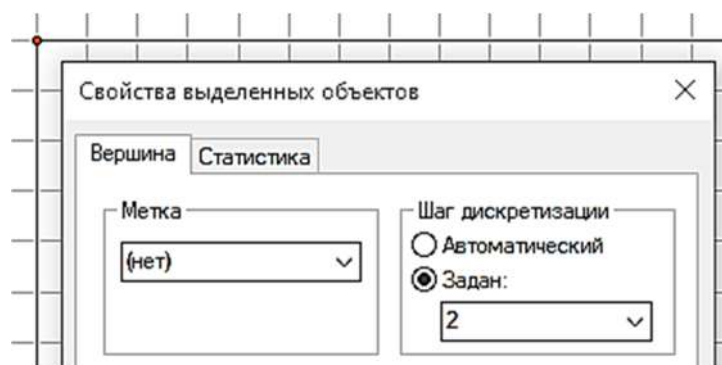 Свойства выделенных объектов
Вершина
Статистика
Метка
(нет)
Шаг дискретизации
Автоматический
Задан:
2